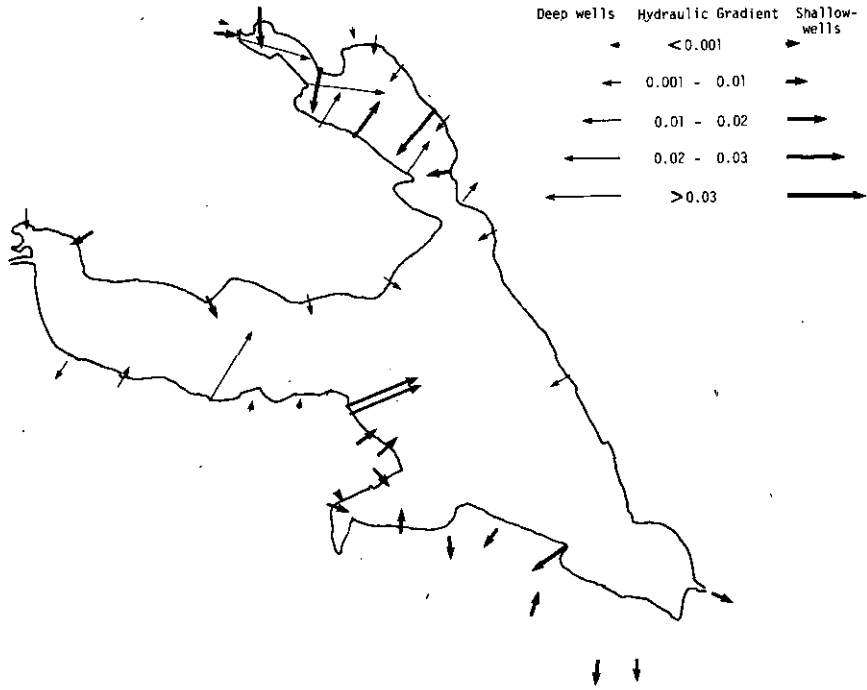 Deep wells Hydraulic Gradient Shallow-
wells
<0.001
0.001 - 0.01
0.01 - 0.02
0.02 - 0.03
>0.03